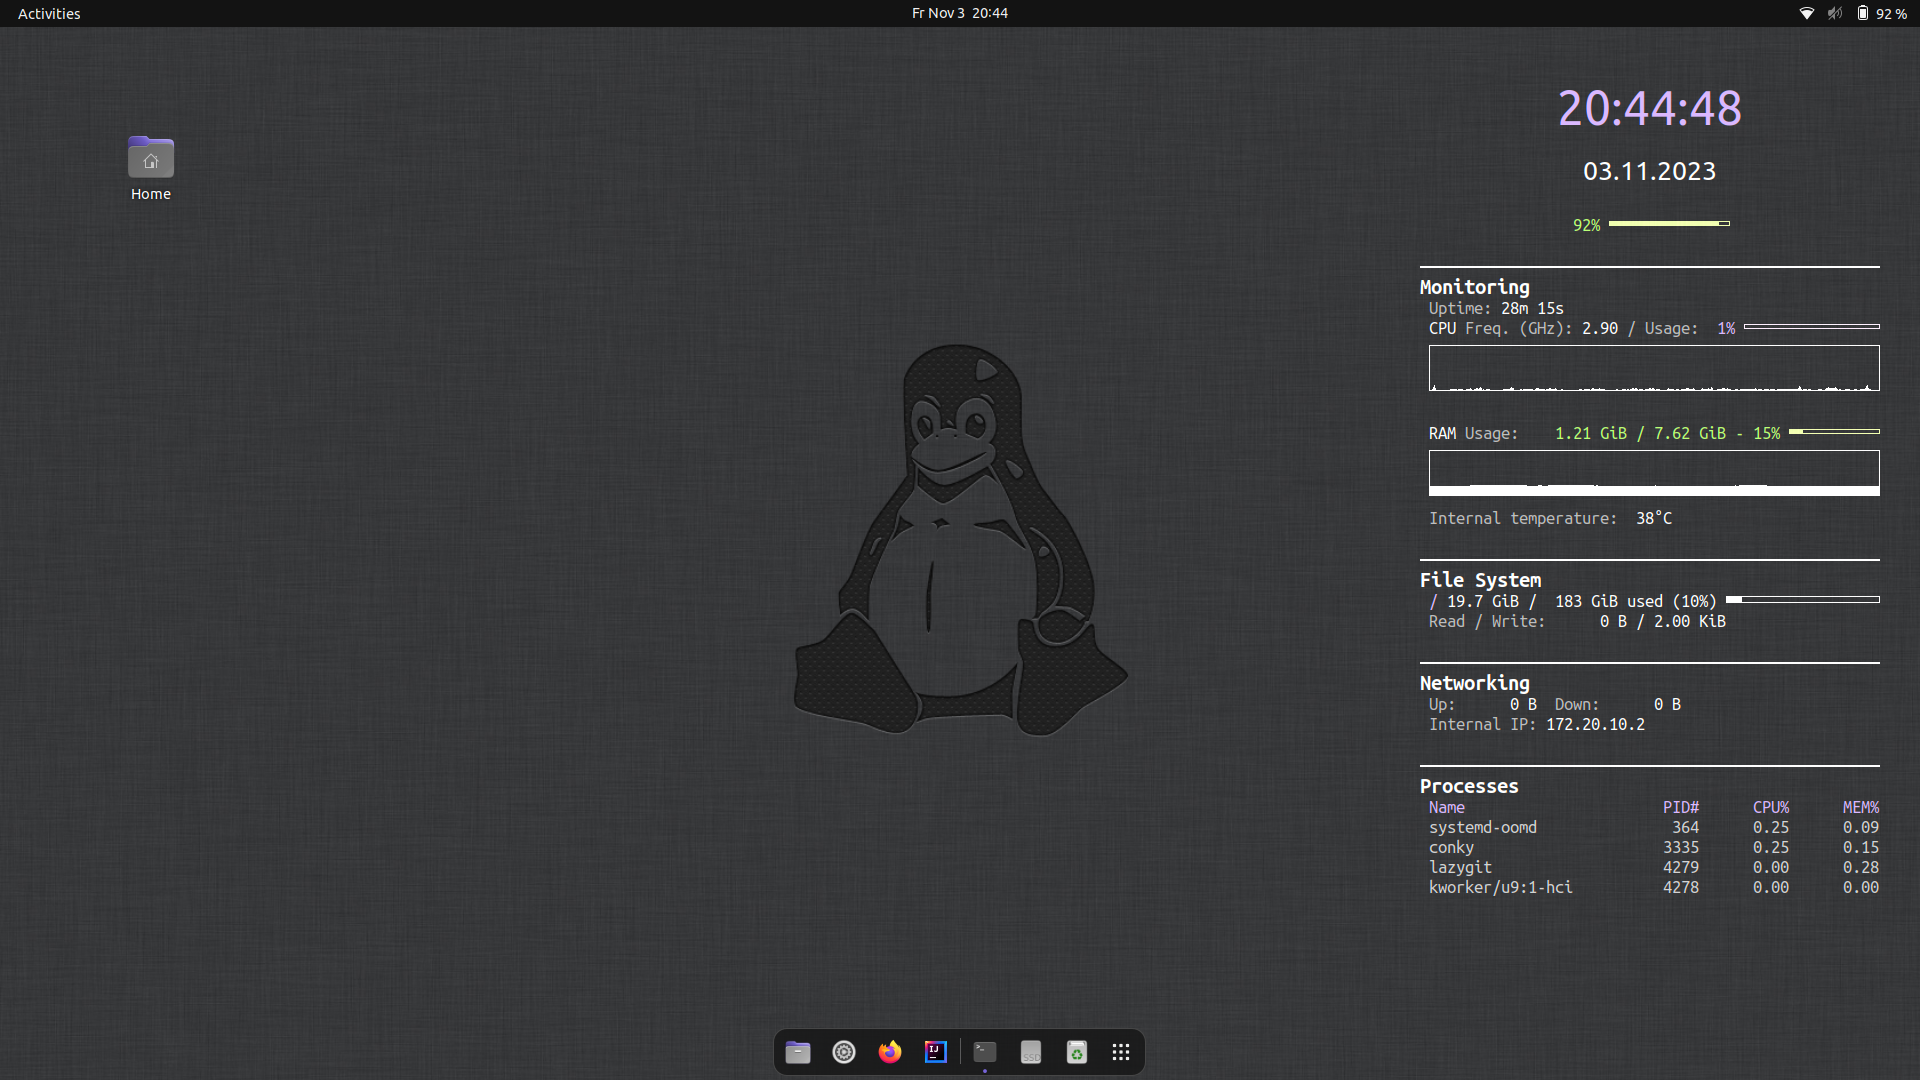 Activities
Fr Nov 3 20:44
92 %
Home
20:44:48
03.11.2023
92%
Monitoring
Uptime: 28m 15s
CPU Freq. (GHz): 2.90 / Usage: 1%
RAM Usage: 1.21 GiB / 7.62 GiB - 15%
Internal temperature: 38°C
File System
/ 19.7 GiB / 183 GiB used (10%)
Read / Write: 0 B / 2.00 KiB
Networking
Up: 0 B Down: 0 B
Internal IP: 172.20.10.2
Processes
Name PID# CPU% MEM%
systemd-oomd 364 0.25 0.09
conky 3335 0.25 0.15
lazygit 4279 0.00 0.28
kworker/u9:1-hci 4278 0.00 0.00
IJ
>_
SSD